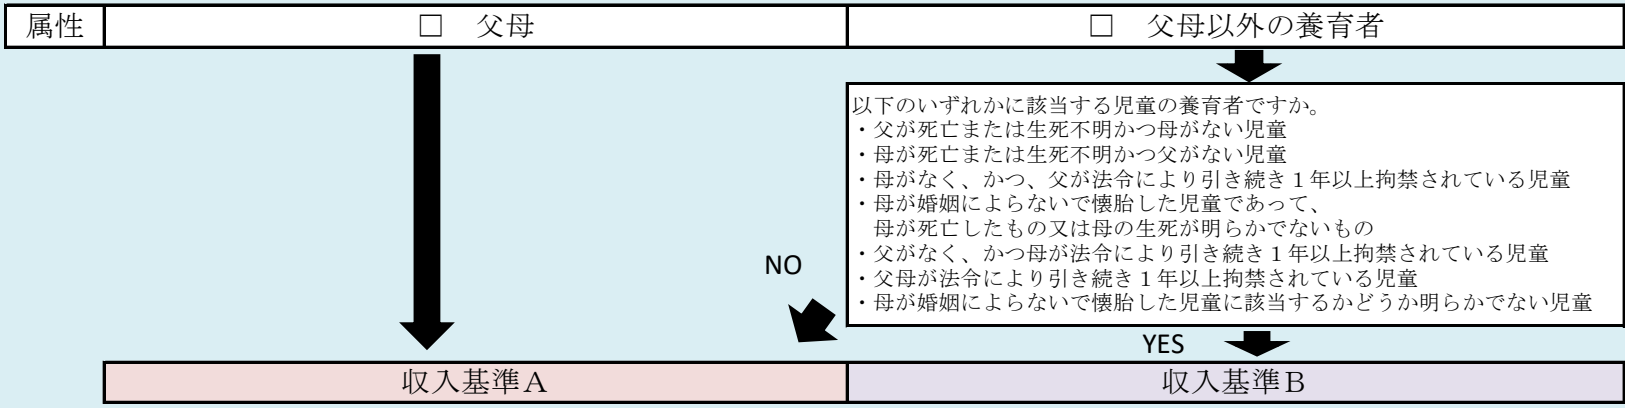 属性 □ 父母 □ 父母以外の養育者
以下のいずれかに該当する児童の養育者ですか。
・父が死亡または生死不明かつ母がない児童
・母が死亡または生死不明かつ父がない児童
・母がなく、かつ、父が法令により引き続き１年以上拘禁されている児童
・母が婚姻によらないで懐胎した児童であって、
母が死亡したもの又は母の生死が明らかでないもの
・父がなく、かつ母が法令により引き続き１年以上拘禁されている児童
・父母が法令により引き続き１年以上拘禁されている児童
・母が婚姻によらないで懐胎した児童に該当するかどうか明らかでない児童
NO
YES
収入基準Ａ 収入基準Ｂ